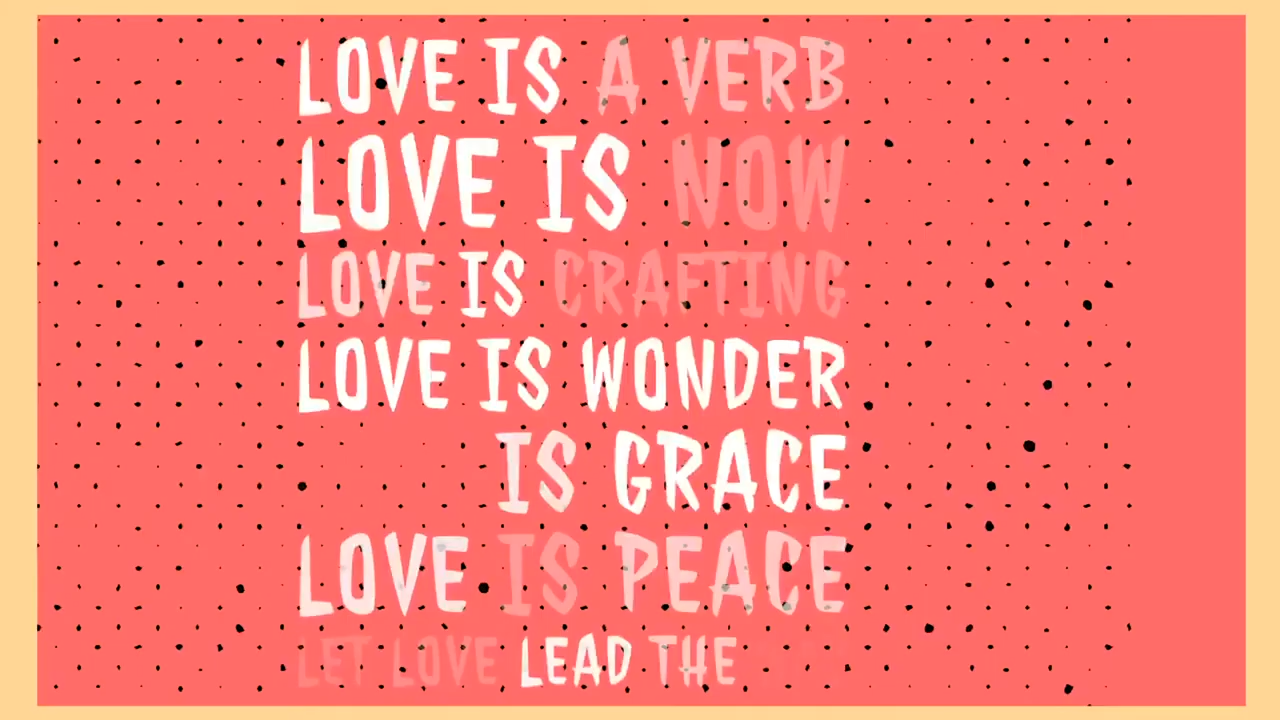 LOVE IS A VERB
LOVE IS NOW
LOVE IS CRAFTING
LOVE IS WONDER
IS GRACE
LOVE IS PEACE
LET LOVE LEAD THE